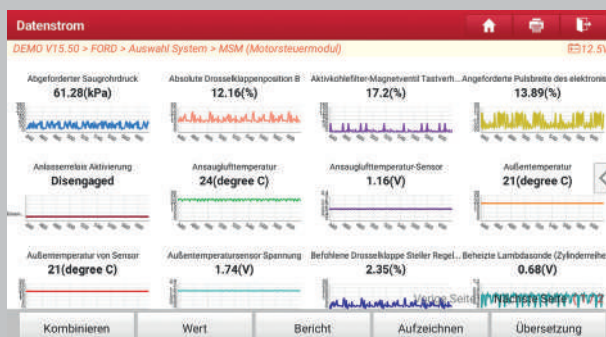 Datenstrom
DEMO V15.50 > FORD > Auswahl System > MSM (Motorsteuermodul)
12.5V
Abgeforderter Saugrohrdruck
61.28(kPa)
Absolute Drosselklappenposition B
12.16(%)
Aktivkohlefilter-Magnetventil Tastverh...
17.2(%)
Angeforderte Pulsbreite des elektronis
13.89(%)
Anlasserrelais Aktivierung
Disengaged
Ansauglufttemperatur
24(degree C)
Ansauglufttemperatur-Sensor
1.16(V)
Außentemperatur
21(degree C)
Außentemperatur von Sensor
21(degree C)
Außentemperatursensor Spannung
1.74(V)
Befohlene Drosselklappe Steller Regel...
2.35(%)
Beheizte Lambdasonde (Zylinderreihe
0.68(V)
Nächste Seite
Kombinieren
Wert
Bericht
Aufzeichnen
Übersetzung